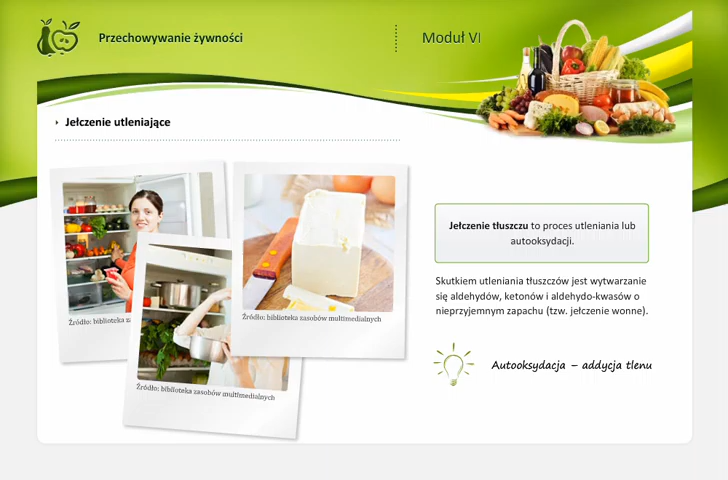 Przechowywanie żywności
Moduł VI
Jełczenie utleniające
Źródło: biblioteka z
Źródło: biblioteka zasobów multimedialnych
Źródło: biblioteka zasobów multimedialnych
Jełczenie tłuszczu to proces utleniania lub
autooksydacji.
Skutkiem utleniania tłuszczów jest wytwarzanie
się aldehydów, ketonów i aldehydo-kwasów o
nieprzyjemnym zapachu (tzw. jełczenie wonne).
Autooksydacja – addycja tlenu